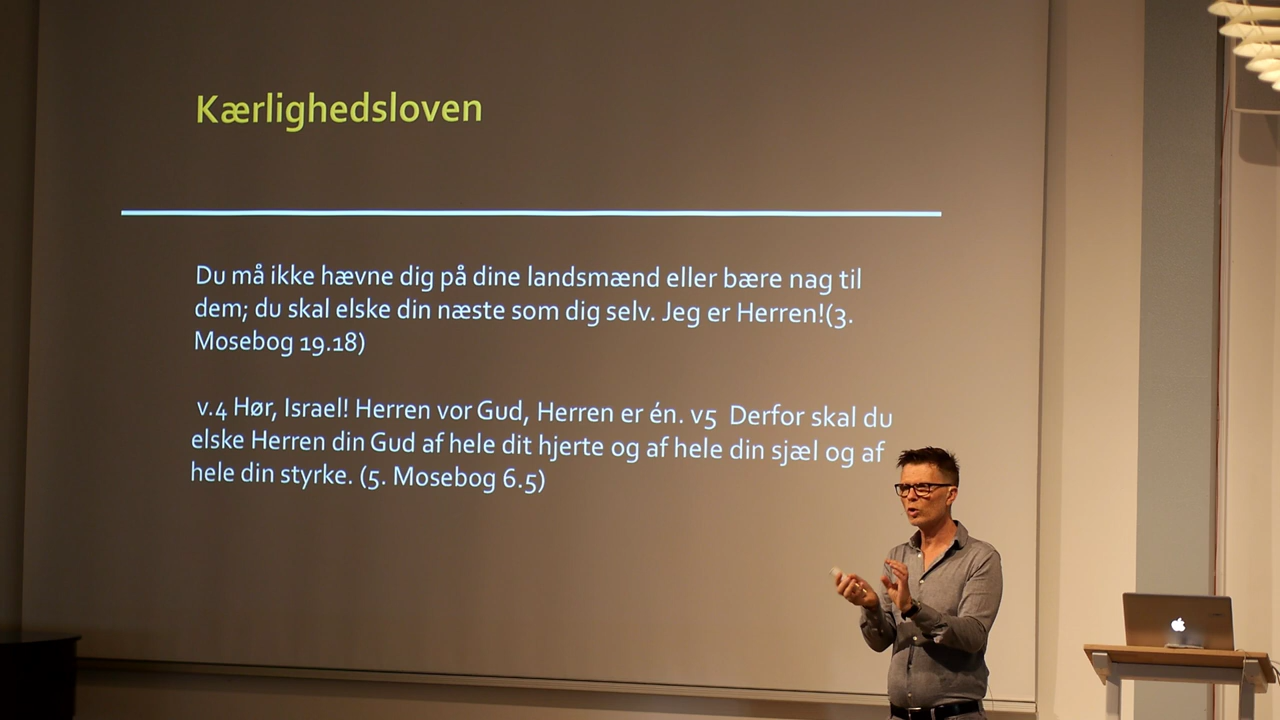 Kærlighedsloven
Du må ikke hævne dig på dine landsmænd eller bære nag til
dem; du skal elske din næste som dig selv. Jeg er Herren!(3.
Mosebog 19.18)
v.4 Hør, Israel! Herren vor Gud, Herren er én. v5 Derfor skal du
elske Herren din Gud af hele dit hjerte og af hele din sjæl og af
hele din styrke. (5. Mosebog 6.5)